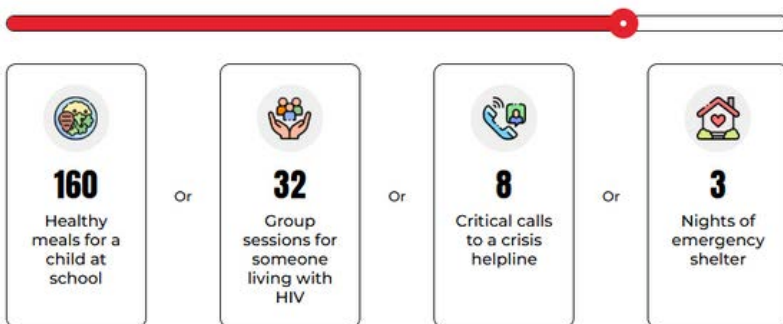 160
Healthy
meals for a
child at
school
Or
32
Group
sessions for
someone
living with
HIV
Or
8
Critical calls
to a crisis
helpline
Or
3
Nights of
emergency
shelter